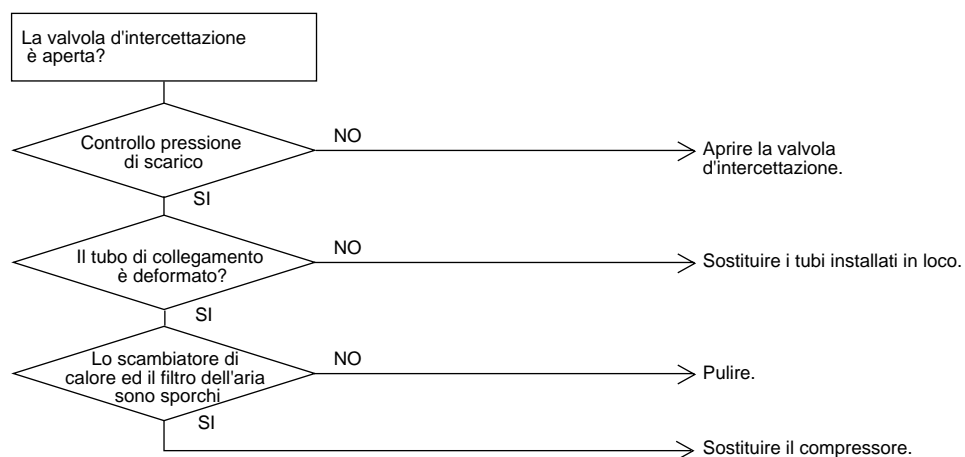 La valvola d'intercettazione
è aperta?
Controllo pressione
di scarico
NO
Aprire la valvola
d'intercettazione.
SI
Il tubo di collegamento
è deformato?
NO
Sostituire i tubi installati in loco.
SI
Lo scambiatore di
calore ed il filtro dell'aria
sono sporchi
NO
Pulire.
SI
Sostituire il compressore.